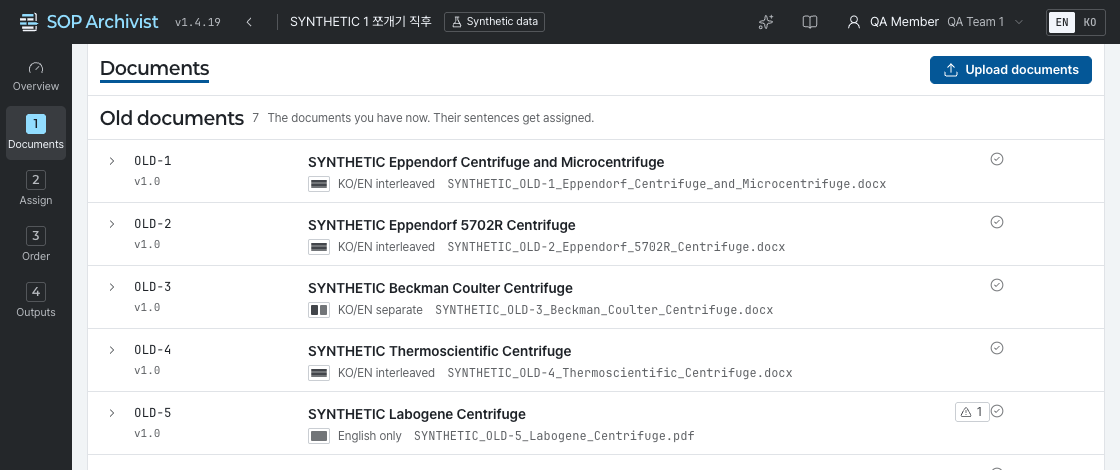 SOP Archivist v1.4.19 SYNTHETIC 1 쪼개기 직후 Synthetic data QA Member QA Team 1 EN KO
Overview
1
Documents
2
Assign
3
Order
4
Outputs
Documents
Upload documents
Old documents 7 The documents you have now. Their sentences get assigned.
OLD-1 SYNTHETIC Eppendorf Centrifuge and Microcentrifuge
v1.0 KO/EN interleaved SYNTHETIC_OLD-1_Eppendorf_Centrifuge_and_Microcentrifuge.docx
OLD-2 SYNTHETIC Eppendorf 5702R Centrifuge
v1.0 KO/EN interleaved SYNTHETIC_OLD-2_Eppendorf_5702R_Centrifuge.docx
OLD-3 SYNTHETIC Beckman Coulter Centrifuge
v1.0 KO/EN separate SYNTHETIC_OLD-3_Beckman_Coulter_Centrifuge.docx
OLD-4 SYNTHETIC Thermoscientific Centrifuge
v1.0 KO/EN interleaved SYNTHETIC_OLD-4_Thermoscientific_Centrifuge.docx
OLD-5 SYNTHETIC Labogene Centrifuge 1
v1.0 English only SYNTHETIC_OLD-5_Labogene_Centrifuge.pdf